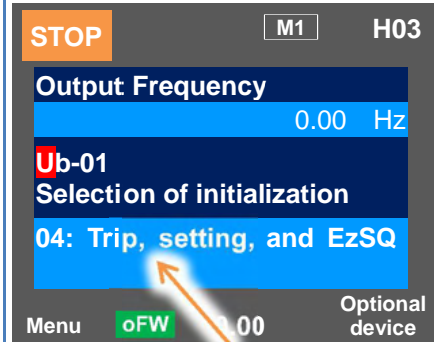 STOP M1 H03
Output Frequency
0.00 Hz
Ub-01
Selection of initialization
04: Trip, setting, and EzSQ
Optional
Menu oFW .00 device